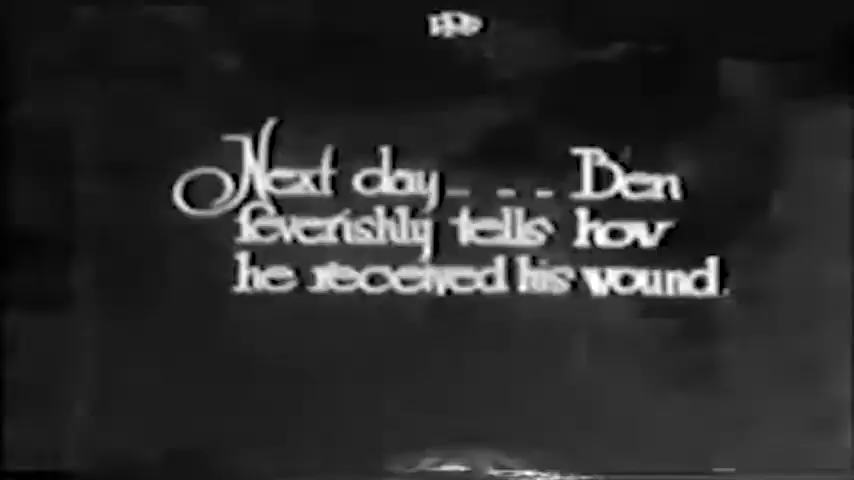 Next day - - - Ben
feverishly tells how
he received his wound.